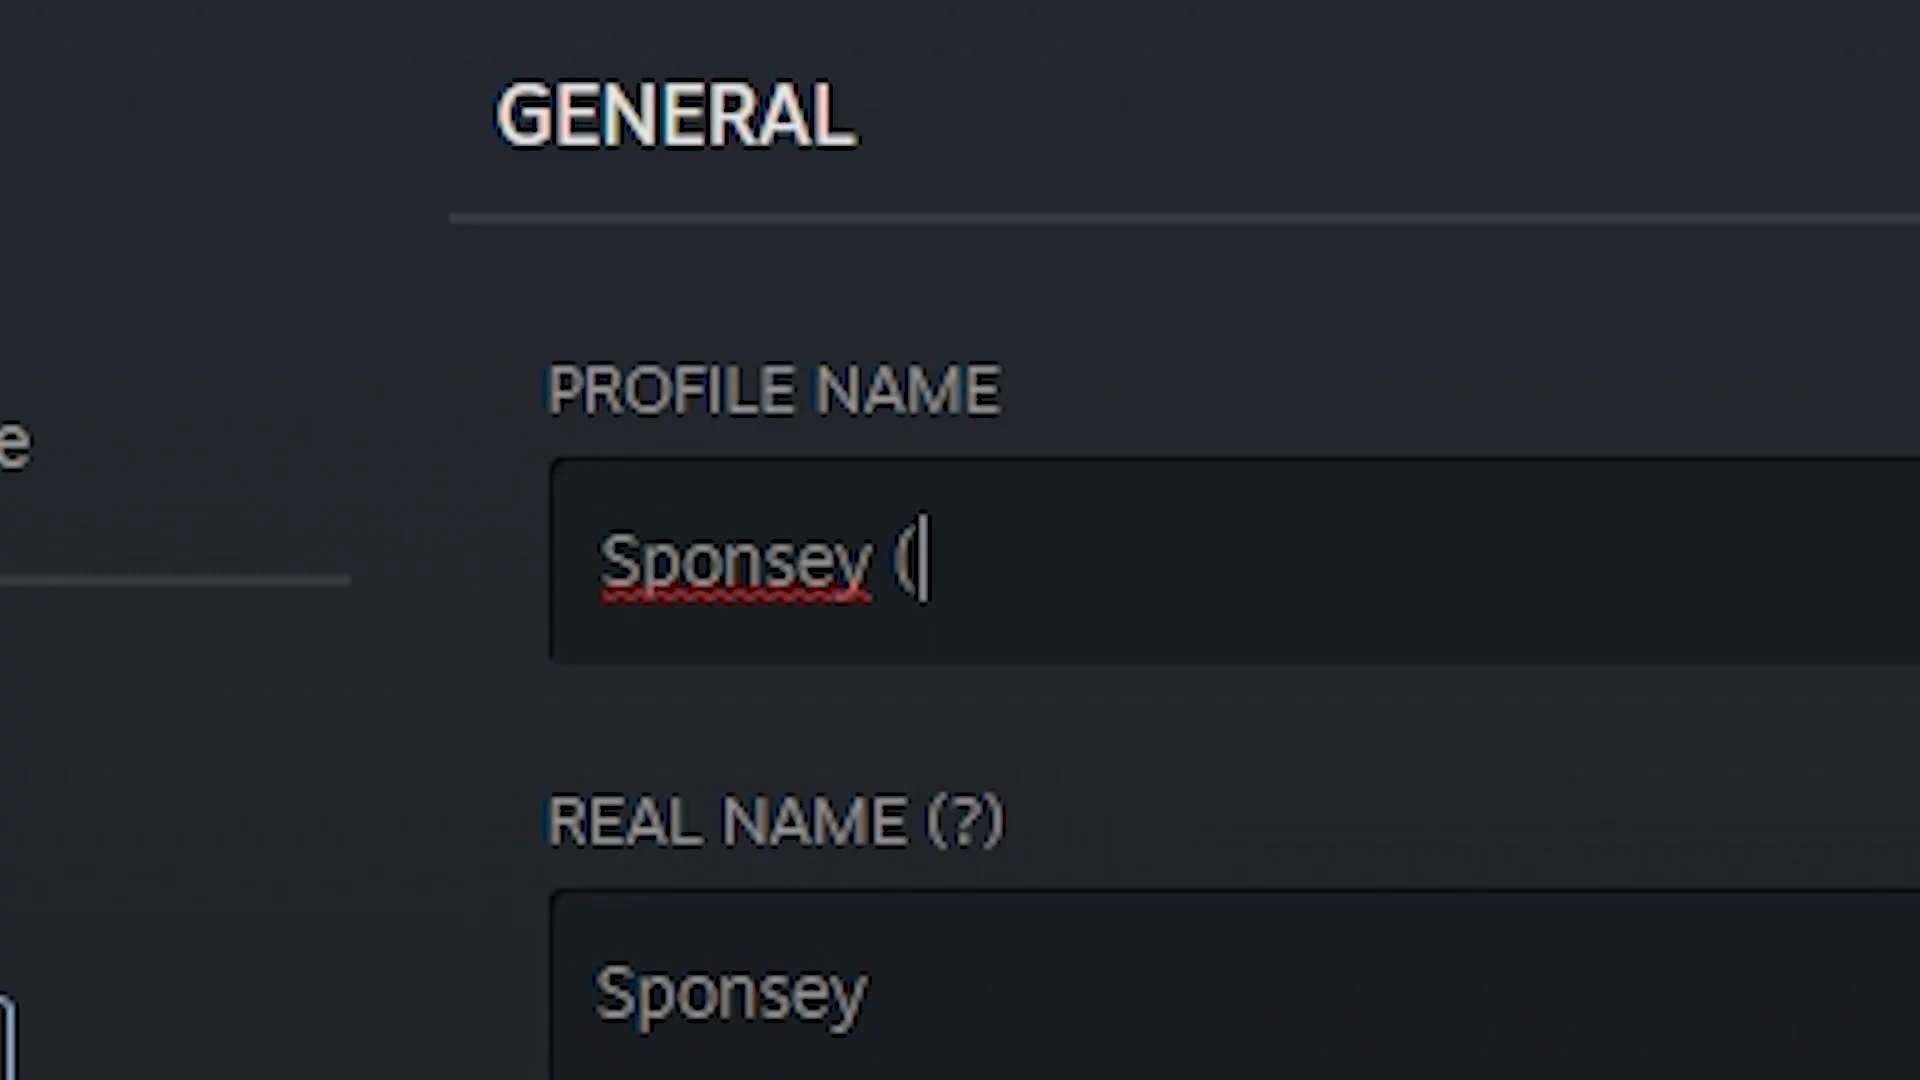 GENERAL
PROFILE NAME
e
Sponsey (
REAL NAME (?)
Sponsey